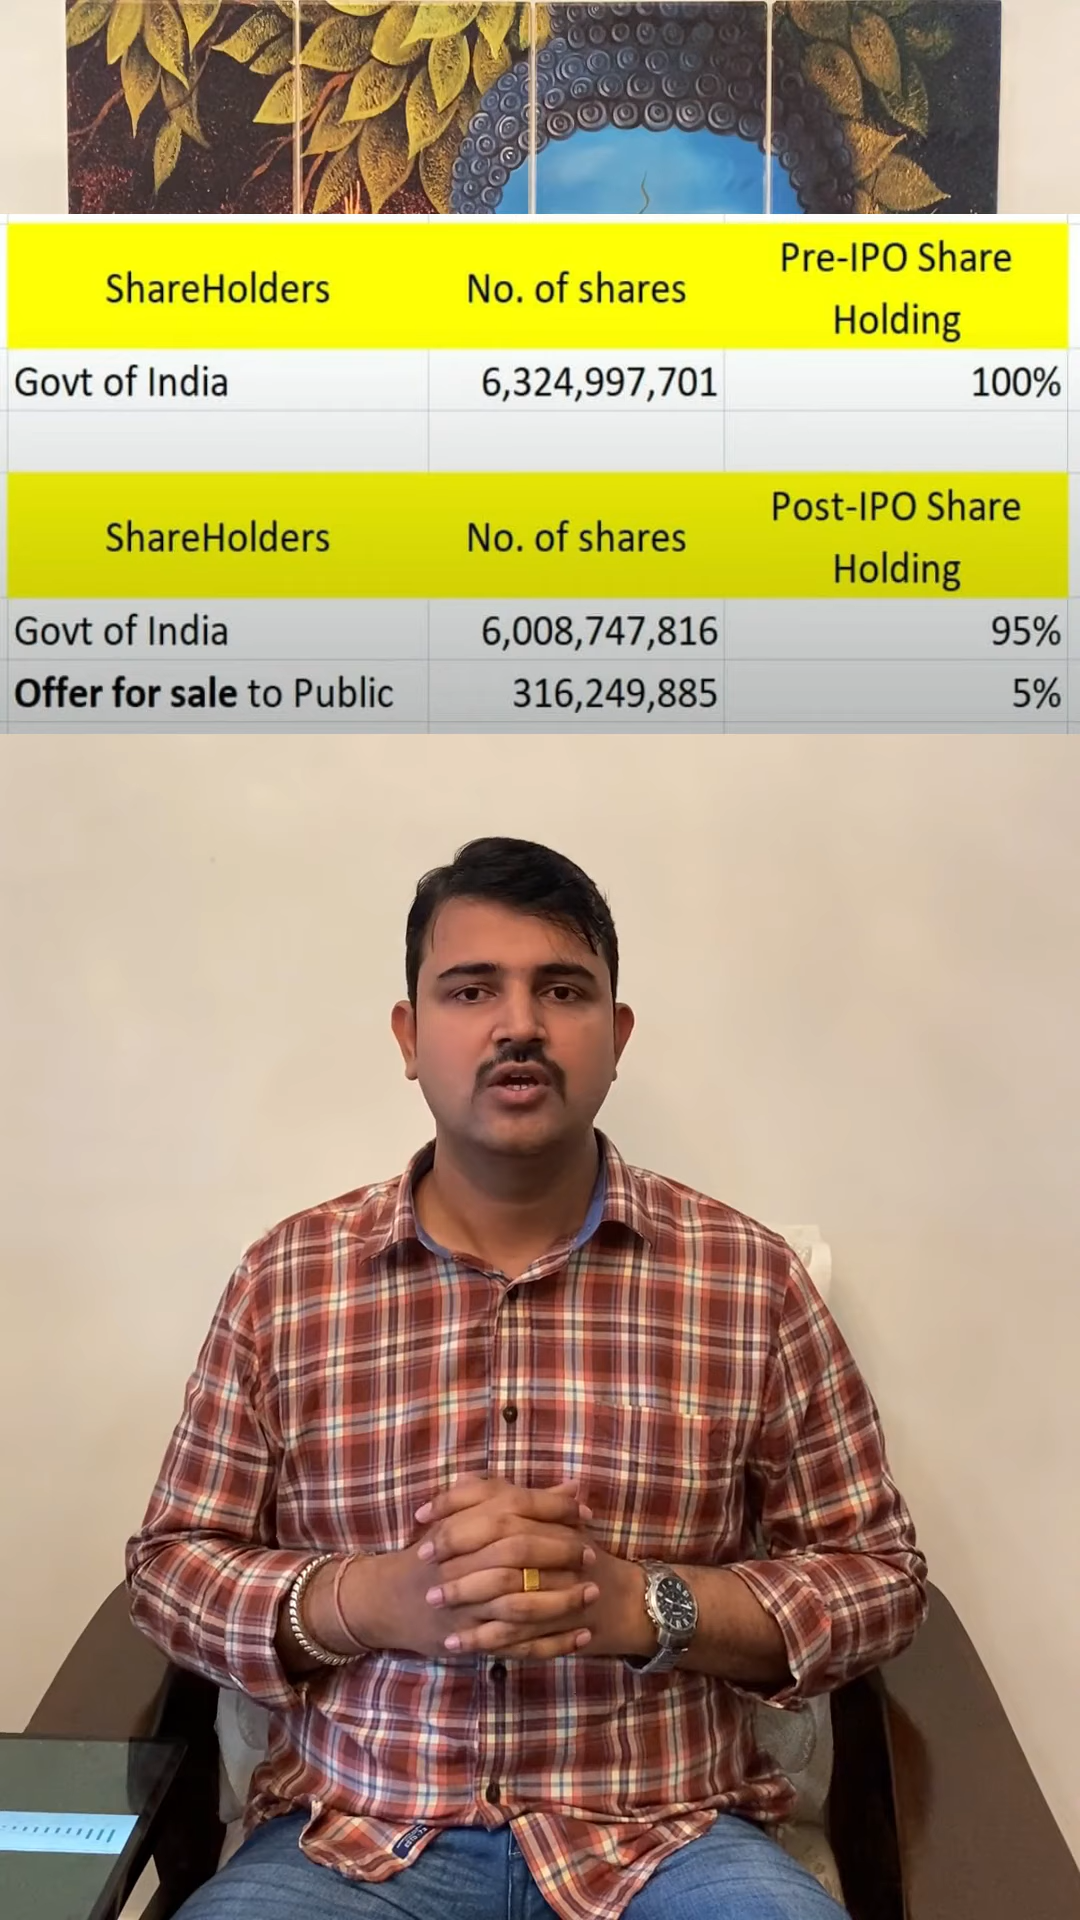 ShareHolders No. of shares Pre-IPO Share Holding
Govt of India 6,324,997,701 100%
ShareHolders No. of shares Post-IPO Share Holding
Govt of India 6,008,747,816 95%
Offer for sale to Public 316,249,885 5%